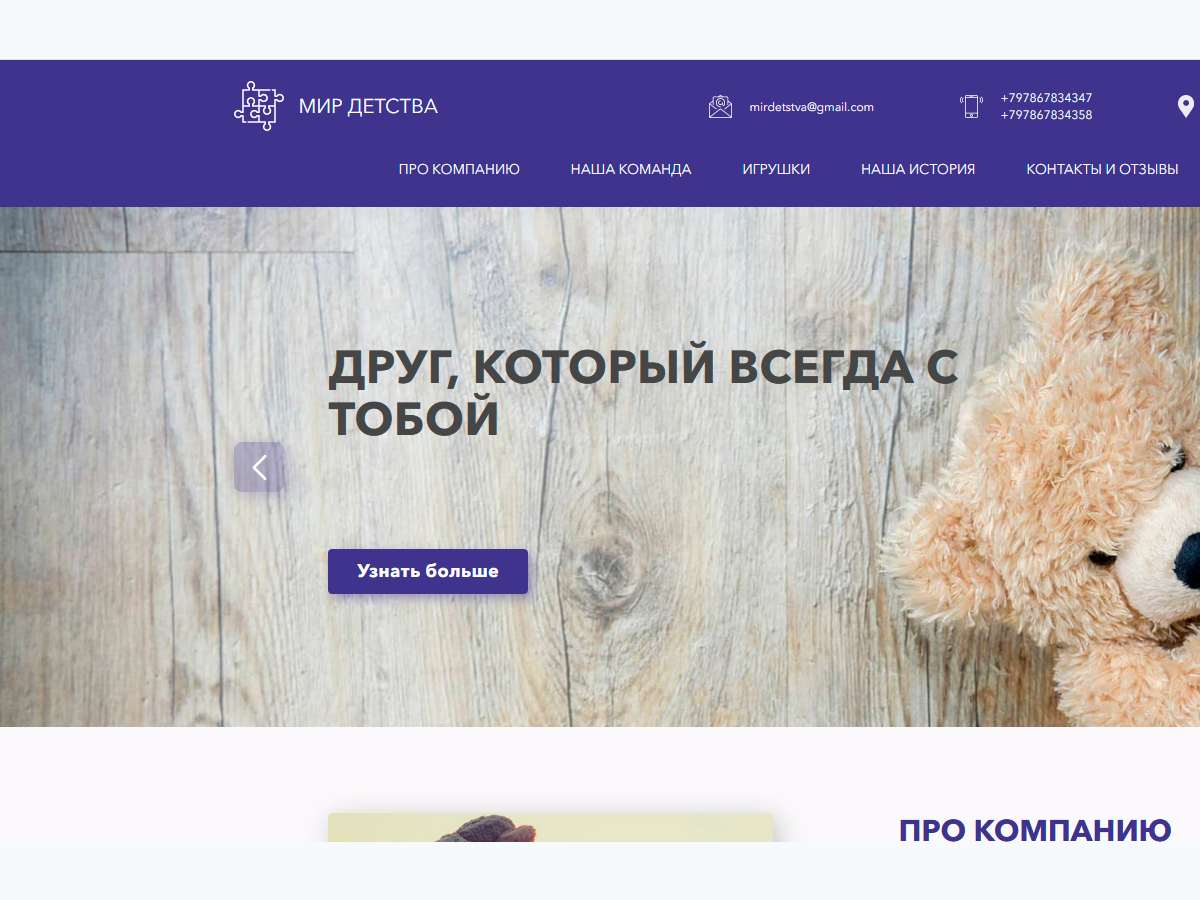 МИР ДЕТСТВА
mirdetstva@gmail.com
+797867834347
+797867834358
ПРО КОМПАНИЮ
НАША КОМАНДА
ИГРУШКИ
НАША ИСТОРИЯ
КОНТАКТЫ И ОТЗЫВЫ
ДРУГ, КОТОРЫЙ ВСЕГДА С
ТОБОЙ
Узнать больше
ПРО КОМПАНИЮ